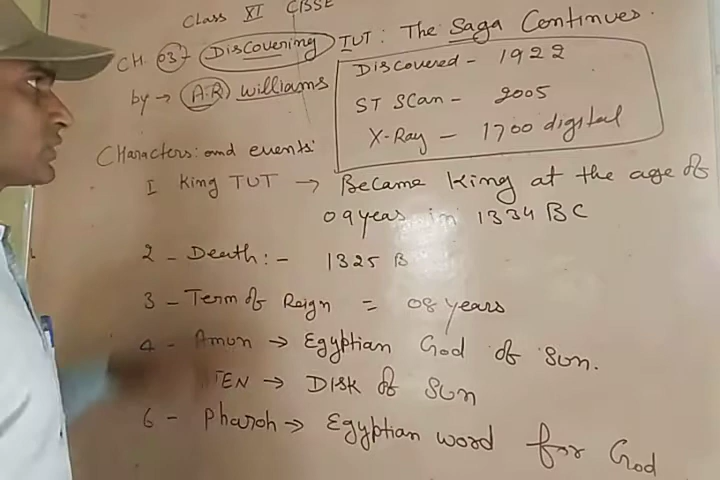 Class XI CBSE
CH. 03:- Discovering TUT: The Saga Continues.
by → A.R. williams
Discovered - 1922
ST SCan - 2005
X-Ray - 1700 digital
CHaracters: and events:
I King TUT → Became King at the age of
09 years in 1334 BC
2 - Death:- 1325 B
3 - Term of Reign = 08 years
4 - Amun → Egyptian God of Sun.
TEN → DISK of SUN
6 - Pharoh → Egyptian word for God